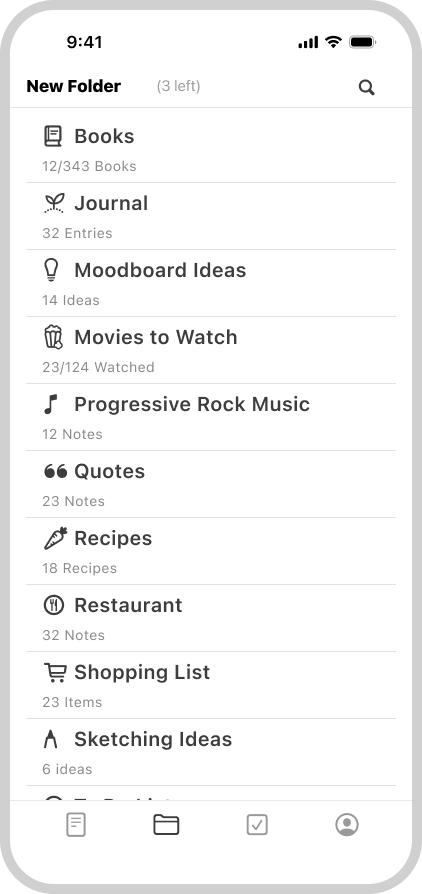 9:41
New Folder (3 left)
Books
12/343 Books
Journal
32 Entries
Moodboard Ideas
14 Ideas
Movies to Watch
23/124 Watched
Progressive Rock Music
12 Notes
Quotes
23 Notes
Recipes
18 Recipes
Restaurant
32 Notes
Shopping List
23 Items
Sketching Ideas
6 ideas